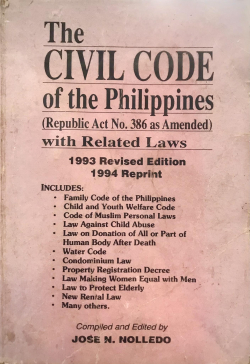 The
CIVIL CODE
of the Philippines
(Republic Act No. 386 as Amended)
with Related Laws
1993 Revised Edition
1994 Reprint
INCLUDES:
• Family Code of the Philippines
• Child and Youth Welfare Code
• Code of Muslim Personal Laws
• Law Against Child Abuse
• Law on Donation of All or Part of
Human Body After Death
• Water Code
• Condominium Law
• Property Registration Decree
• Law Making Women Equal with Men
• Law to Protect Elderly
• New Rental Law
• Many others.
Compiled and Edited by
JOSE N. NOLLEDO